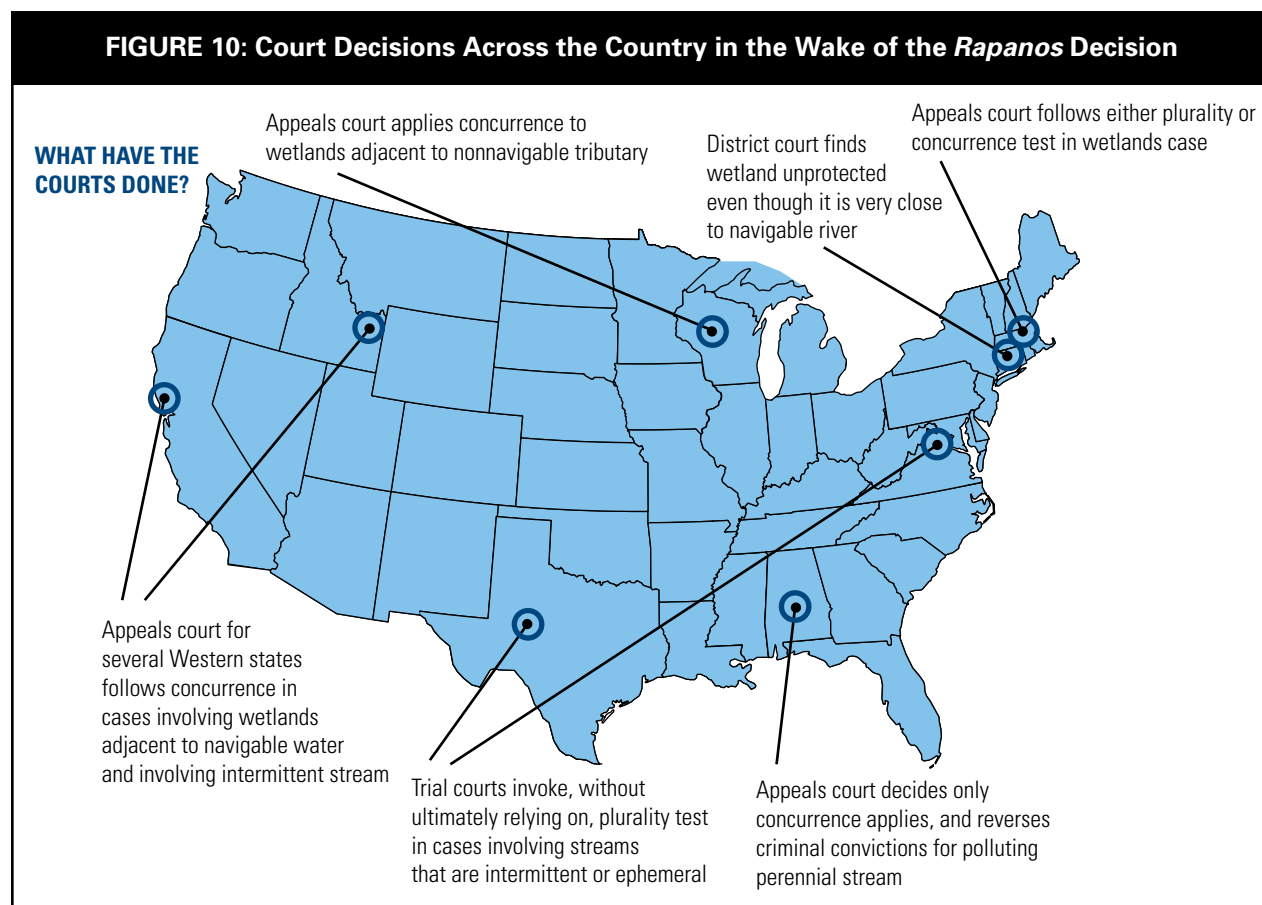 FIGURE 10: Court Decisions Across the Country in the Wake of the Rapanos Decision
WHAT HAVE THE
COURTS DONE?
Appeals court applies concurrence to
wetlands adjacent to nonnavigable tributary
District court finds
wetland unprotected
even though it is very close
to navigable river
Appeals court follows either plurality or
concurrence test in wetlands case
Appeals court for
several Western states
follows concurrence in
cases involving wetlands
adjacent to navigable water
and involving intermittent stream
Trial courts invoke, without
ultimately relying on, plurality test
in cases involving streams
that are intermittent or ephemeral
Appeals court decides only
concurrence applies, and reverses
criminal convictions for polluting
perennial stream